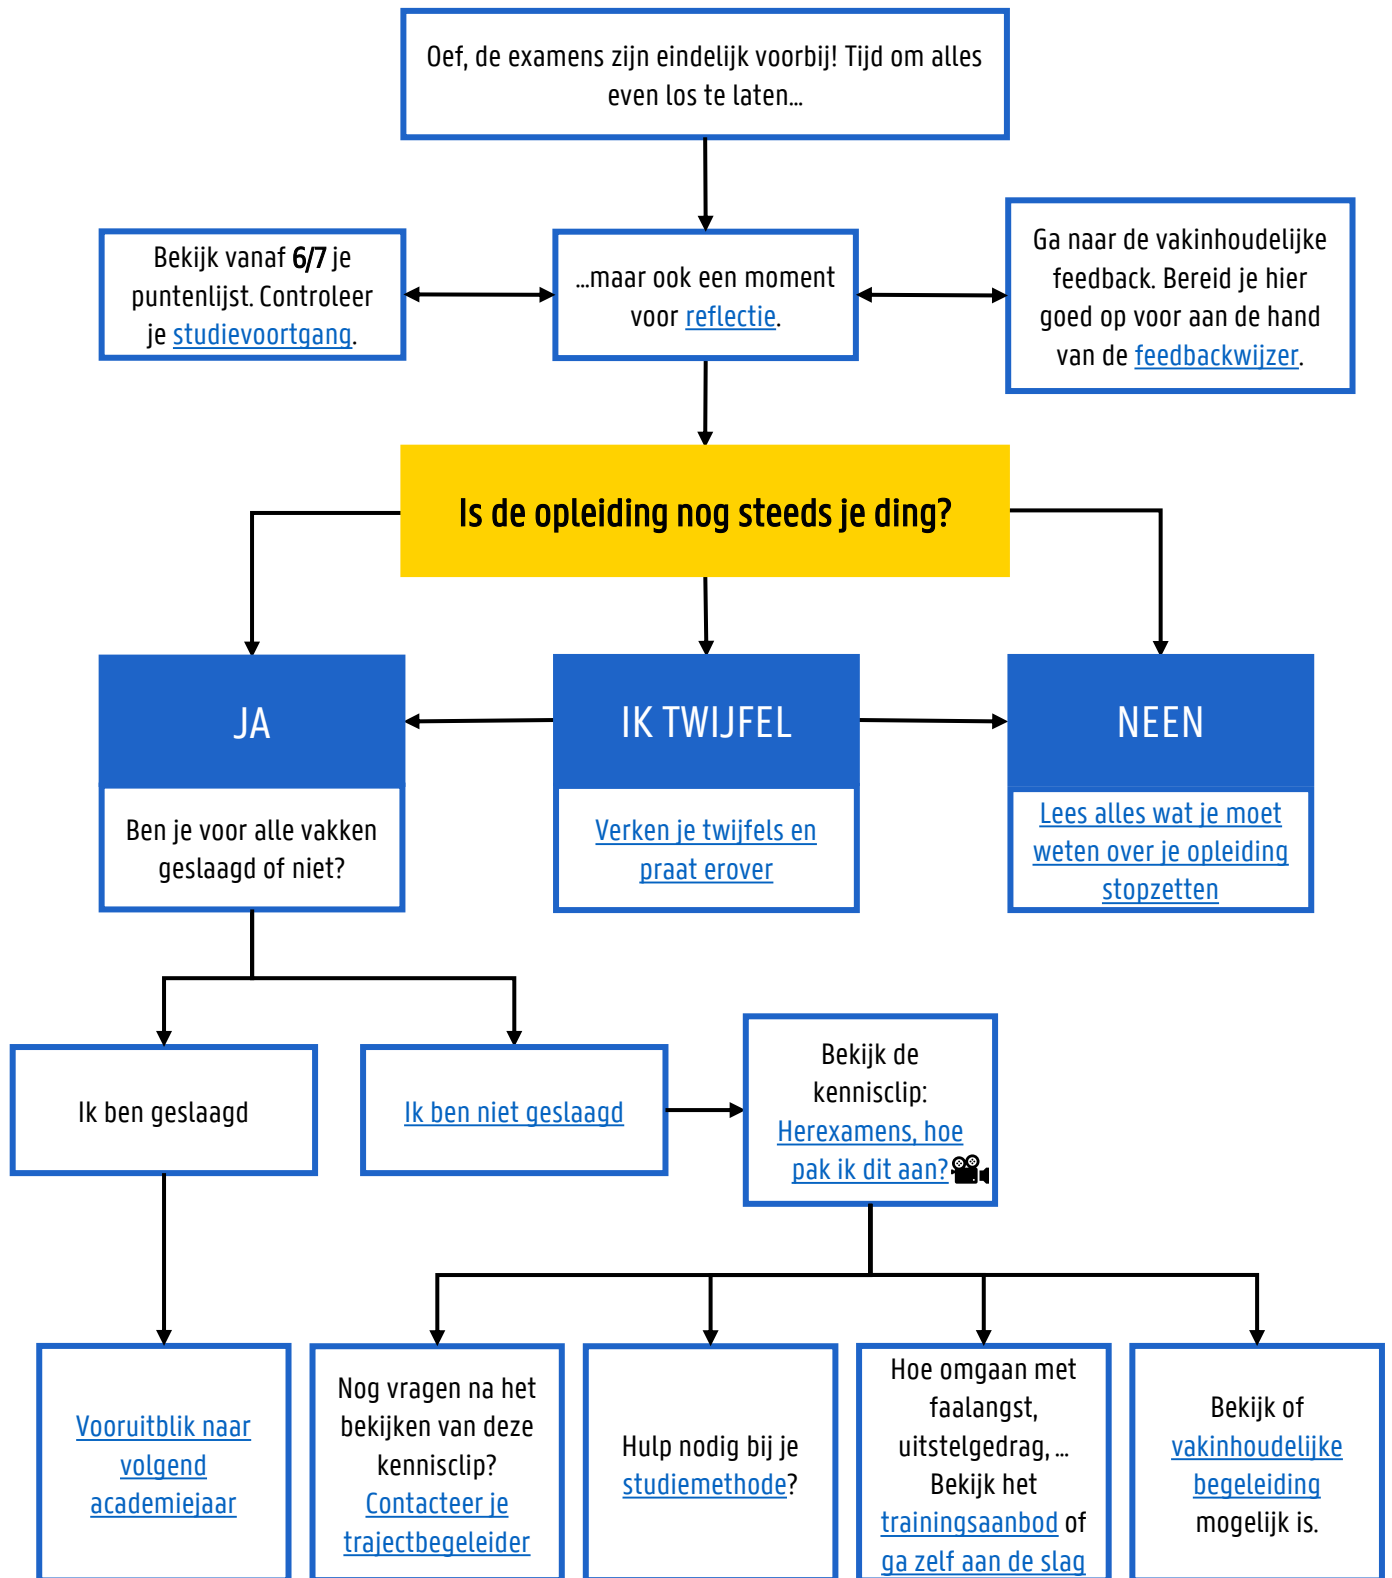 Oef, de examens zijn eindelijk voorbij! Tijd om alles
even los te laten...
Bekijk vanaf 6/7 je
puntenlijst. Controleer
je studievoortgang.
...maar ook een moment
voor reflectie.
Ga naar de vakinhoudelijke
feedback. Bereid je hier
goed op voor aan de hand
van de feedbackwijzer.
Is de opleiding nog steeds je ding?
JA
Ben je voor alle vakken
geslaagd of niet?
IK TWIJFEL
Verken je twijfels en
praat erover
NEEN
Lees alles wat je moet
weten over je opleiding
stopzetten
Ik ben geslaagd
Ik ben niet geslaagd
Bekijk de
kennisclip:
Herexamens, hoe
pak ik dit aan?
Vooruitblik naar
volgend
academiejaar
Nog vragen na het
bekijken van deze
kennisclip?
Contacteer je
trajectbegeleider
Hulp nodig bij je
studiemethode?
Hoe omgaan met
faalangst,
uitstelgedrag, ...
Bekijk het
trainingsaanbod of
ga zelf aan de slag
Bekijk of
vakinhoudelijke
begeleiding
mogelijk is.